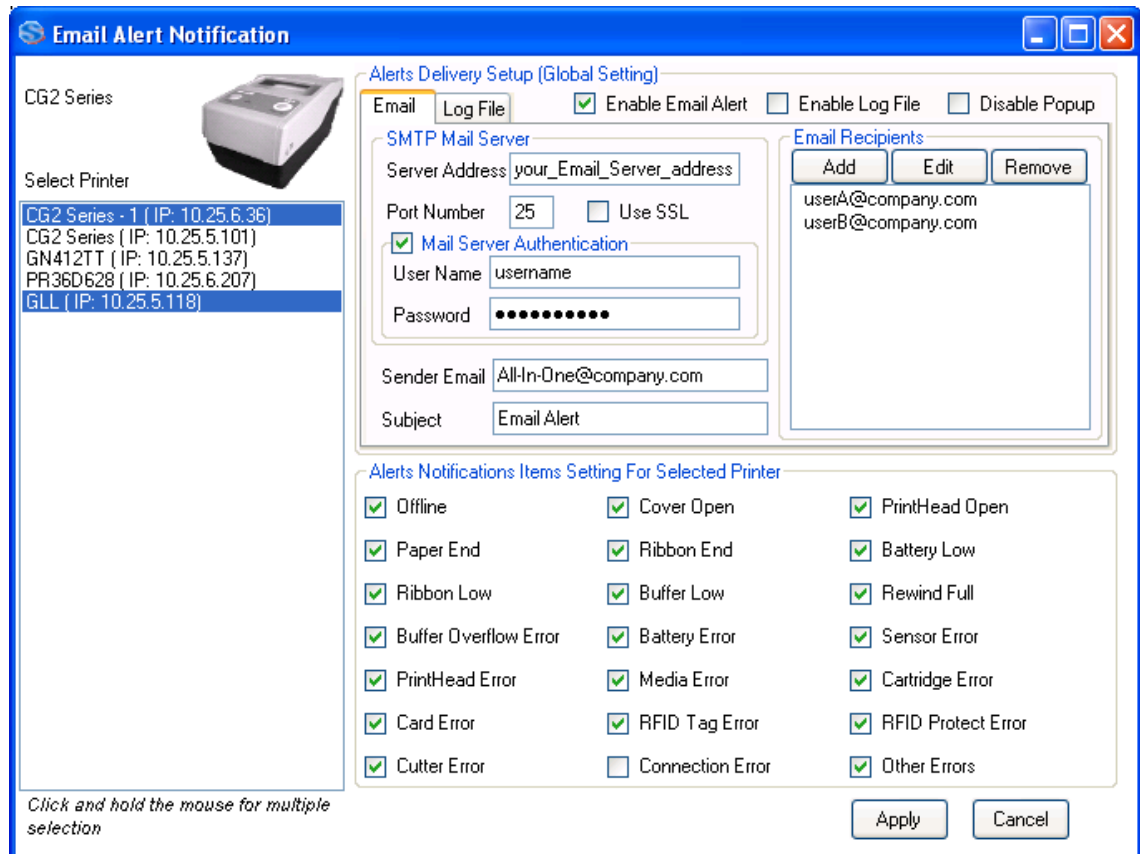 Email Alert Notification
CG2 Series
Select Printer
CG2 Series - 1 ( IP: 10.25.6.36)
CG2 Series ( IP: 10.25.5.101)
GN412TT ( IP: 10.25.5.137)
PR36D628 ( IP: 10.25.6.207)
GLL ( IP: 10.25.5.118)
Click and hold the mouse for multiple
selection
Alerts Delivery Setup (Global Setting)
Email Log File Enable Email Alert Enable Log File Disable Popup
SMTP Mail Server
Server Address your_Email_Server_address
Port Number 25 Use SSL
Mail Server Authentication
User Name username
Password ●●●●●●●●●●
Sender Email All-In-One@company.com
Subject Email Alert
Email Recipients
Add Edit Remove
userA@company.com
userB@company.com
Alerts Notifications Items Setting For Selected Printer
Offline Cover Open PrintHead Open
Paper End Ribbon End Battery Low
Ribbon Low Buffer Low Rewind Full
Buffer Overflow Error Battery Error Sensor Error
PrintHead Error Media Error Cartridge Error
Card Error RFID Tag Error RFID Protect Error
Cutter Error Connection Error Other Errors
Apply Cancel